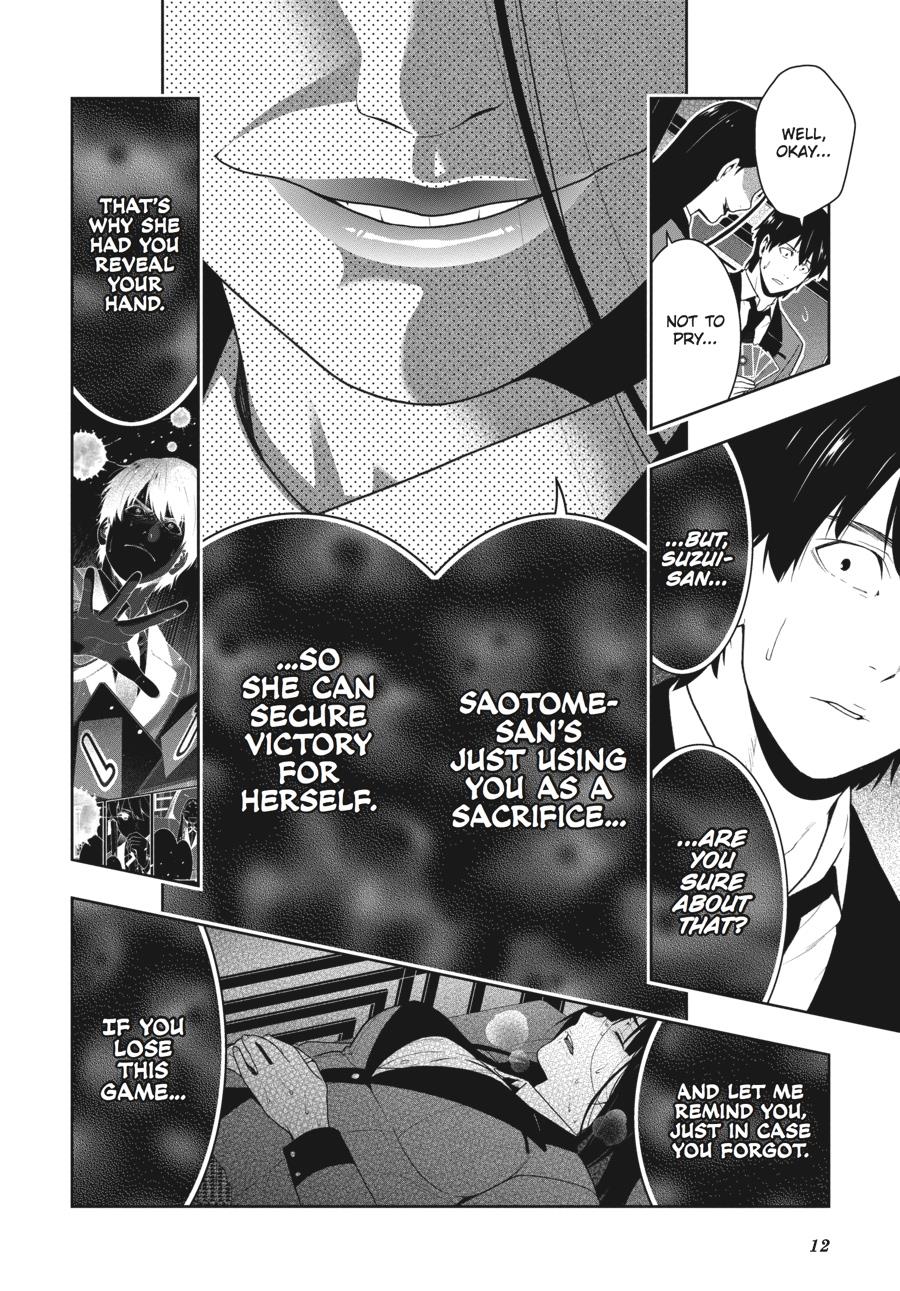 WELL,
OKAY...
NOT TO
PRY...
...BUT,
SUZUI-
SAN...
...ARE
YOU
SURE
ABOUT
THAT?
SAOTOME-
SAN'S
JUST USING
YOU AS A
SACRIFICE...
...SO
SHE CAN
SECURE
VICTORY
FOR
HERSELF.
THAT'S
WHY SHE
HAD YOU
REVEAL
YOUR
HAND.
AND LET ME
REMIND YOU,
JUST IN CASE
YOU FORGOT.
IF YOU
LOSE
THIS
GAME...
12